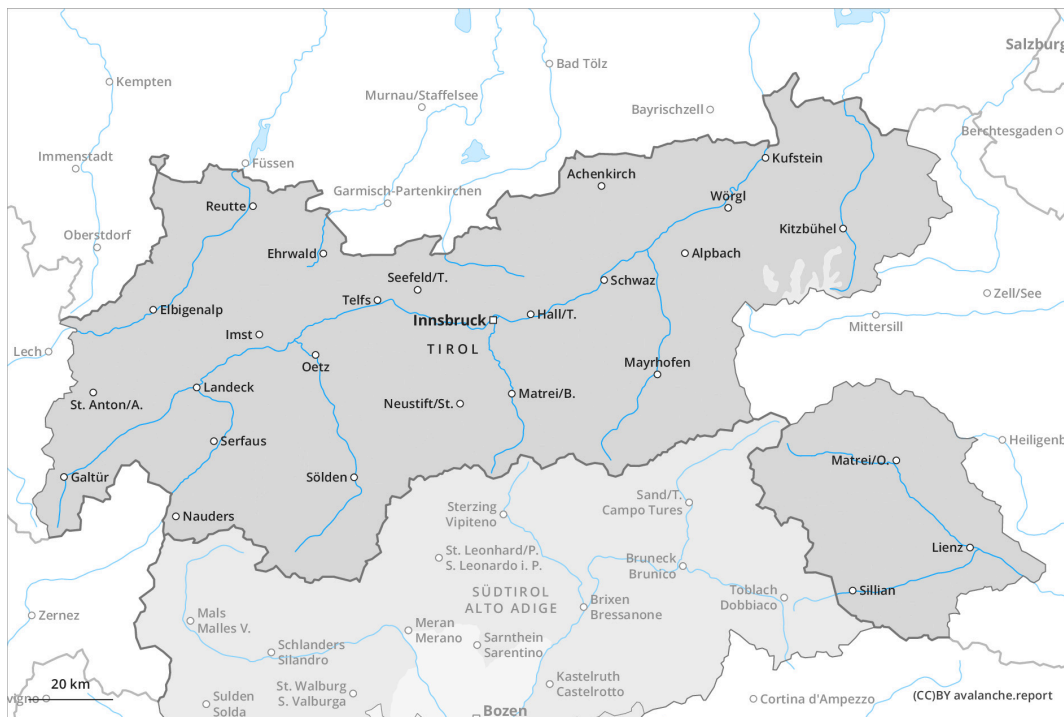 Salzburg
Bad Tölz
Kempten
Murnau/Staffelsee
Bayrischzell
Berchtesgaden
Immenstadt
Füssen
Kufstein
Achenkirch
Garmisch-Partenkirchen
Reutte
Wörgl
Kitzbühel
Oberstdorf
Ehrwald
Alpbach
Seefeld/T.
Schwaz
Telfs
Zell/See
Elbigenalp
Innsbruck
Hall/T.
Mittersill
Imst
TIROL
Lech
Oetz
Mayrhofen
Landeck
St. Anton/A.
Neustift/St.
Matrei/B.
Serfaus
Heiligenb
Matrei/O.
Galtür
Sölden
Sand/T.
Campo Tures
Sterzing
Vipiteno
Nauders
Lienz
St. Leonhard/P.
S. Leonardo i. P.
Bruneck
Brunico
SÜDTIROL
ALTO ADIGE
Sillian
Toblach
Dobbiaco
Brixen
Bressanone
Zernez
Mals
Malles V.
Meran
Merano
Sarnthein
Sarentino
Schlanders
Silandro
Kastelruth
Castelrotto
20 km
St. Walburg
S. Valburga
vigno
Sulden
Solda
Cortina d'Ampezzo
(CC)BY avalanche.report
Bozen